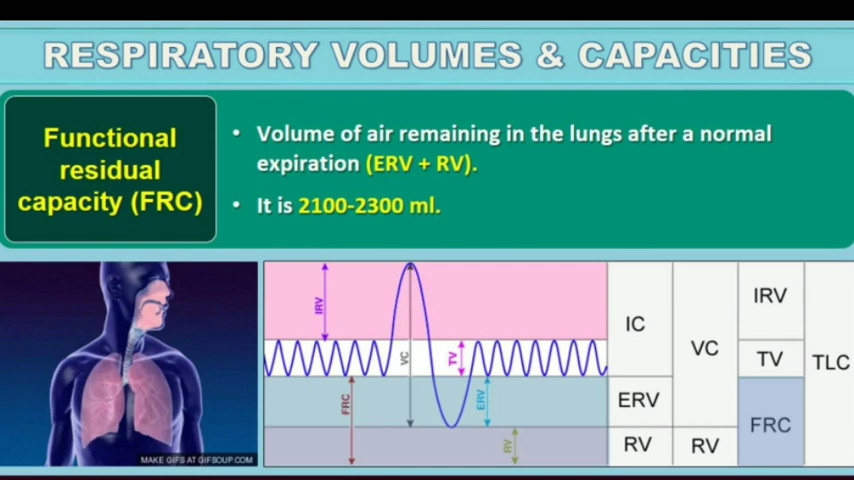 RESPIRATORY VOLUMES & CAPACITIES
Functional
residual
capacity (FRC)
• Volume of air remaining in the lungs after a normal
expiration (ERV + RV).
• It is 2100-2300 ml.
MAKE GIFS AT GIFSOUP.COM
IRV
VC
TV
FRC
ERV
RV
IC
ERV
RV
VC
RV
IRV
TV
FRC
TLC